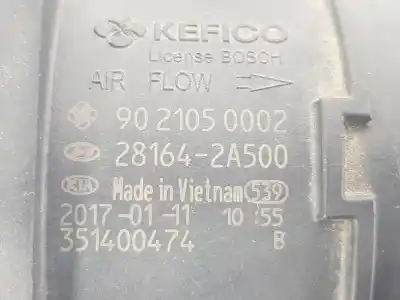 KEFICO
License BOSCH
AIR FLOW
90 2105 0002
28164-2A500
KIA Made in Vietnam 539
2017-01-11 10:55
351400474 B